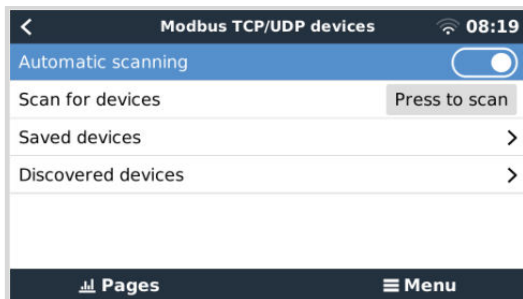 Modbus TCP/UDP devices 08:19
Automatic scanning
Scan for devices Press to scan
Saved devices
Discovered devices
Pages Menu